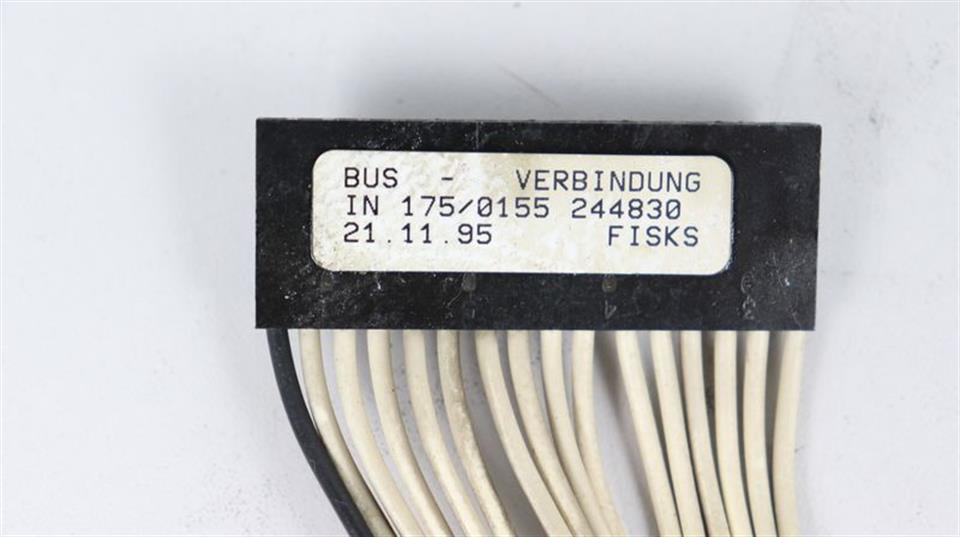 BUS - VERBINDUNG
IN 175/0155 244830
21.11.95 FISKS